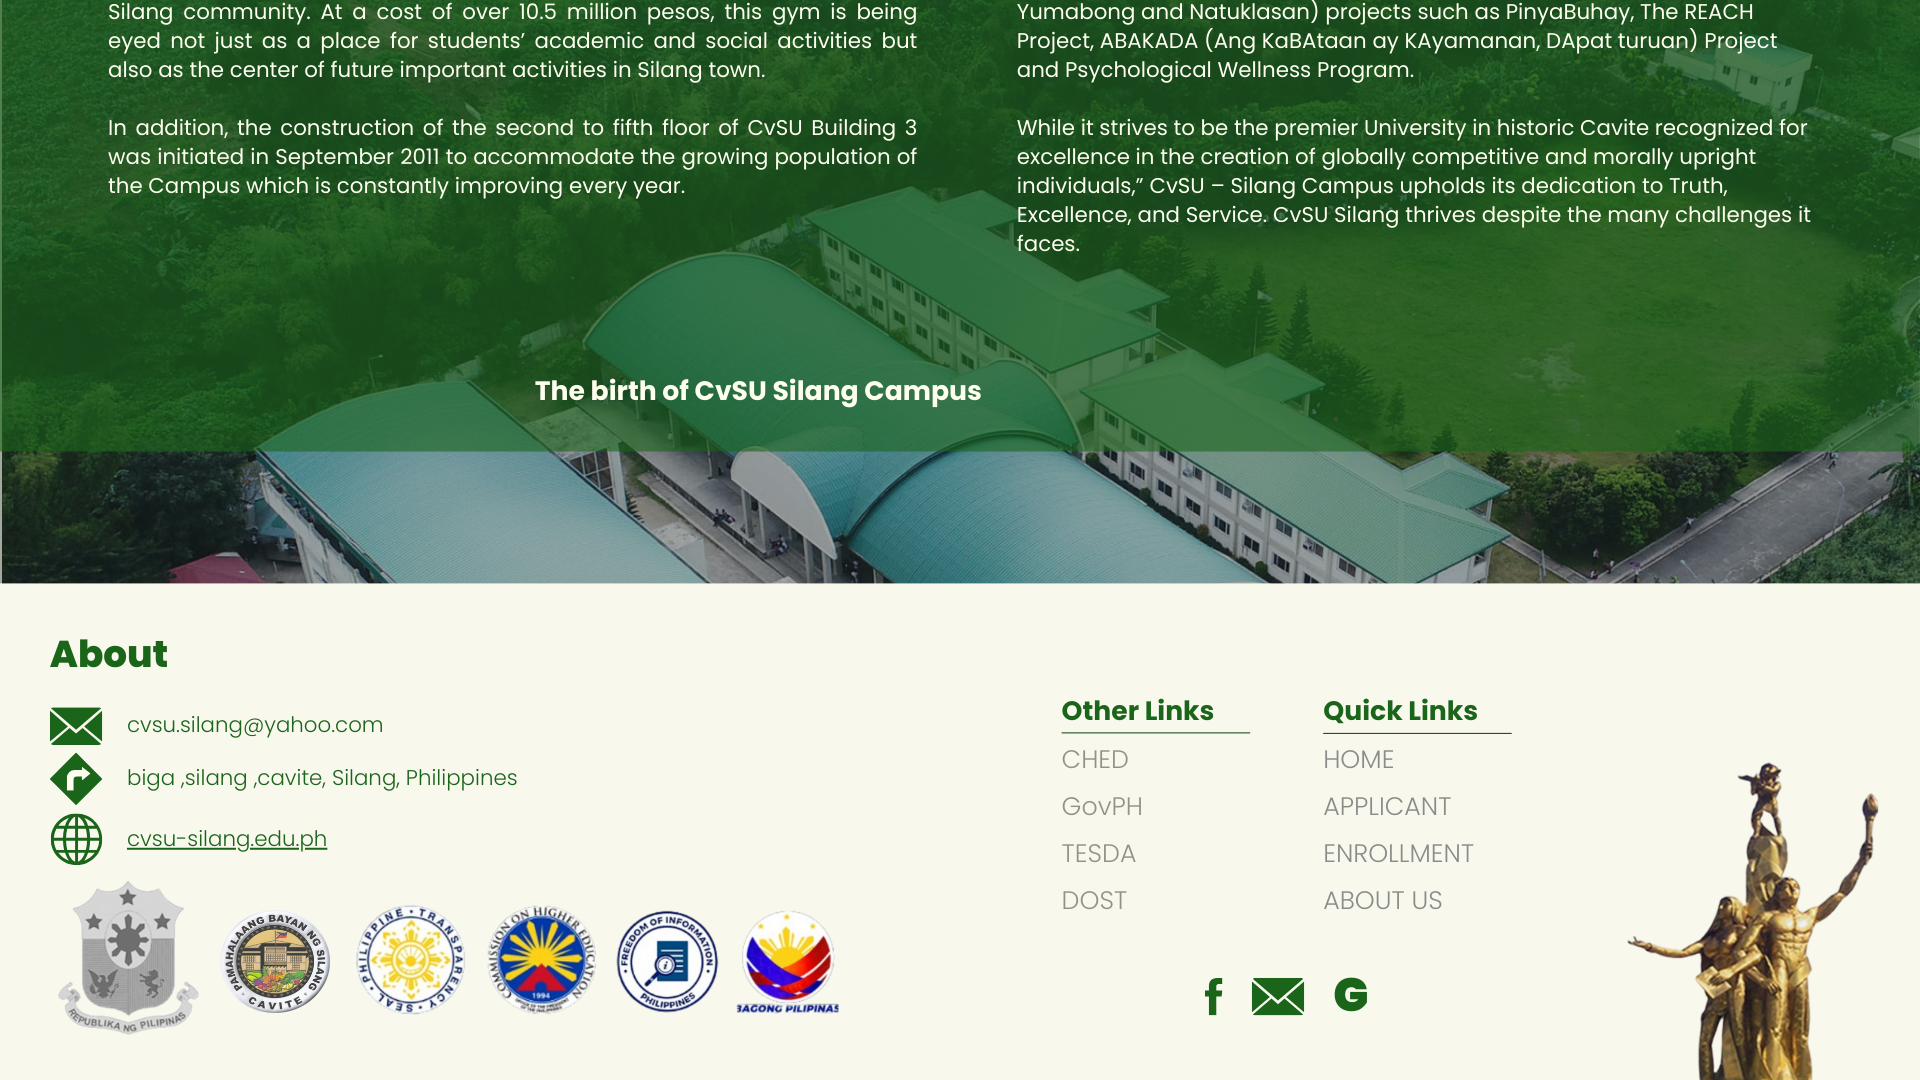 Silang community. At a cost of over 10.5 million pesos, this gym is being
eyed not just as a place for students’ academic and social activities but
also as the center of future important activities in Silang town.
In addition, the construction of the second to fifth floor of CvSU Building 3
was initiated in September 2011 to accommodate the growing population of
the Campus which is constantly improving every year.
Yumabong and Natuklasan) projects such as PinyaBuhay, The REACH
Project, ABAKADA (Ang KaBAtaan ay KAyamanan, DApat turuan) Project
and Psychological Wellness Program.
While it strives to be the premier University in historic Cavite recognized for
excellence in the creation of globally competitive and morally upright
individuals,” CvSU – Silang Campus upholds its dedication to Truth,
Excellence, and Service. CvSU Silang thrives despite the many challenges it
faces.
The birth of CvSU Silang Campus
About
cvsu.silang@yahoo.com
biga ,silang ,cavite, Silang, Philippines
cvsu-silang.edu.ph
REPUBLIKA NG PILIPINAS
PAMAHALAANG BAYAN NG SILANG
CAVITE
PHILIPPINE • TRANSPARENCY • SEAL •
COMMISSION ON HIGHER EDUCATION
1994
• FREEDOM OF INFORMATION •
PHILIPPINES
BAGONG PILIPINAS
Other Links
CHED
GovPH
TESDA
DOST
Quick Links
HOME
APPLICANT
ENROLLMENT
ABOUT US
f
G